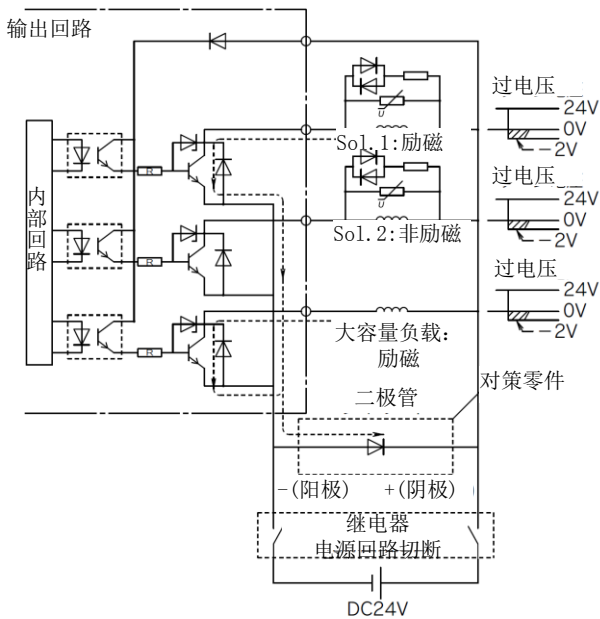 输出回路
过电压
24V
0V
-2V
Sol.1:励磁
过电压
24V
0V
-2V
内部回路
R
U
Sol.2:非励磁
U
R
过电压
24V
0V
-2V
R
大容量负载:
励磁
二极管
对策零件
-(阳极)
+(阴极)
继电器
电源回路切断
DC24V